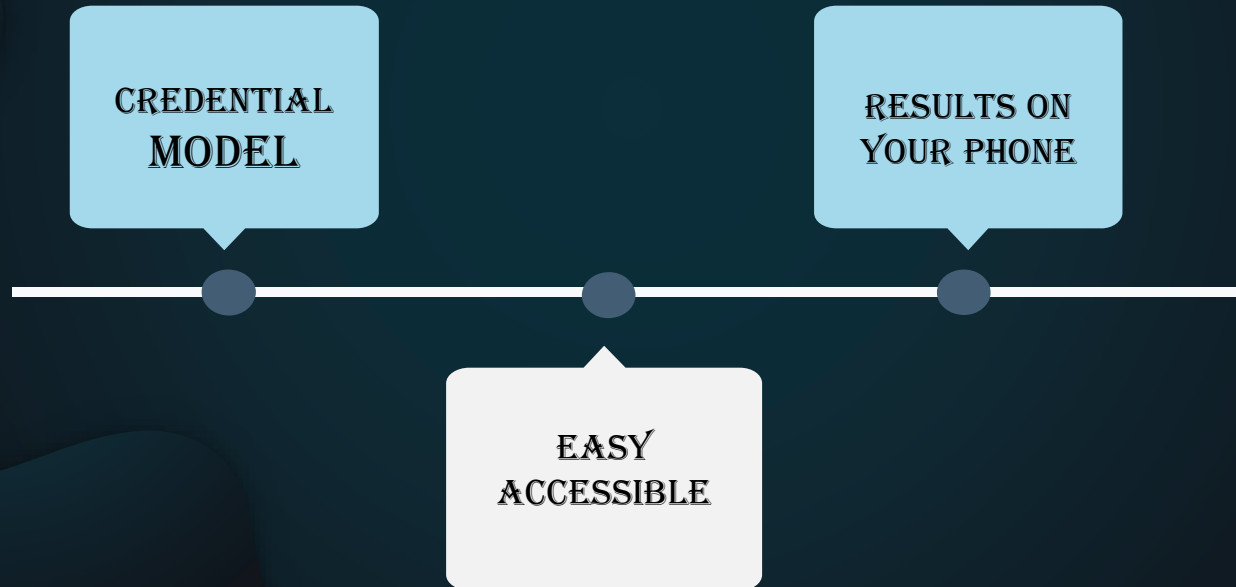 CREDENTIAL
MODEL
EASY
ACCESSIBLE
RESULTS ON
YOUR PHONE